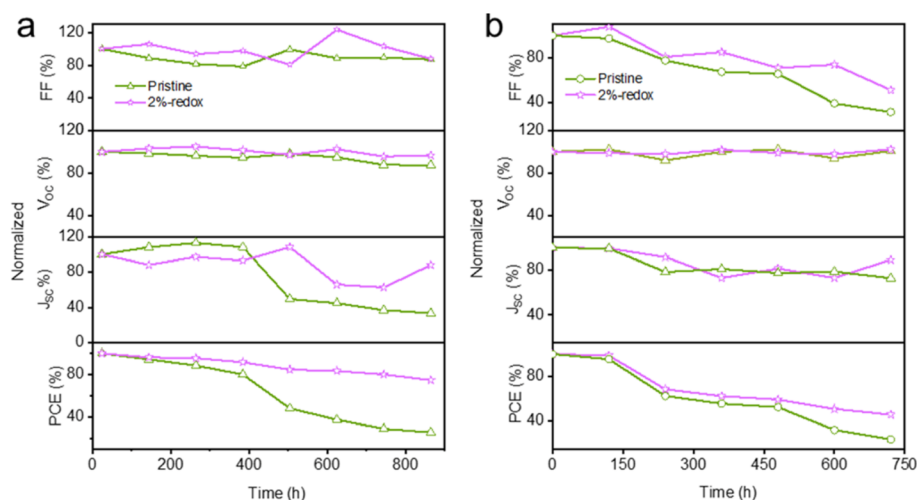 a
120
80
40
FF (%)
Pristine
2%-redox
120
80
40
Voc (%)
120
80
40
0
Jsc%
80
40
PCE (%)
Normalized
0
200
400
600
800
Time (h)
b
80
40
FF (%)
Pristine
2%-redox
120
80
40
Voc (%)
120
80
40
Jsc (%)
80
40
PCE (%)
Normalized
0
150
300
450
600
750
Time (h)